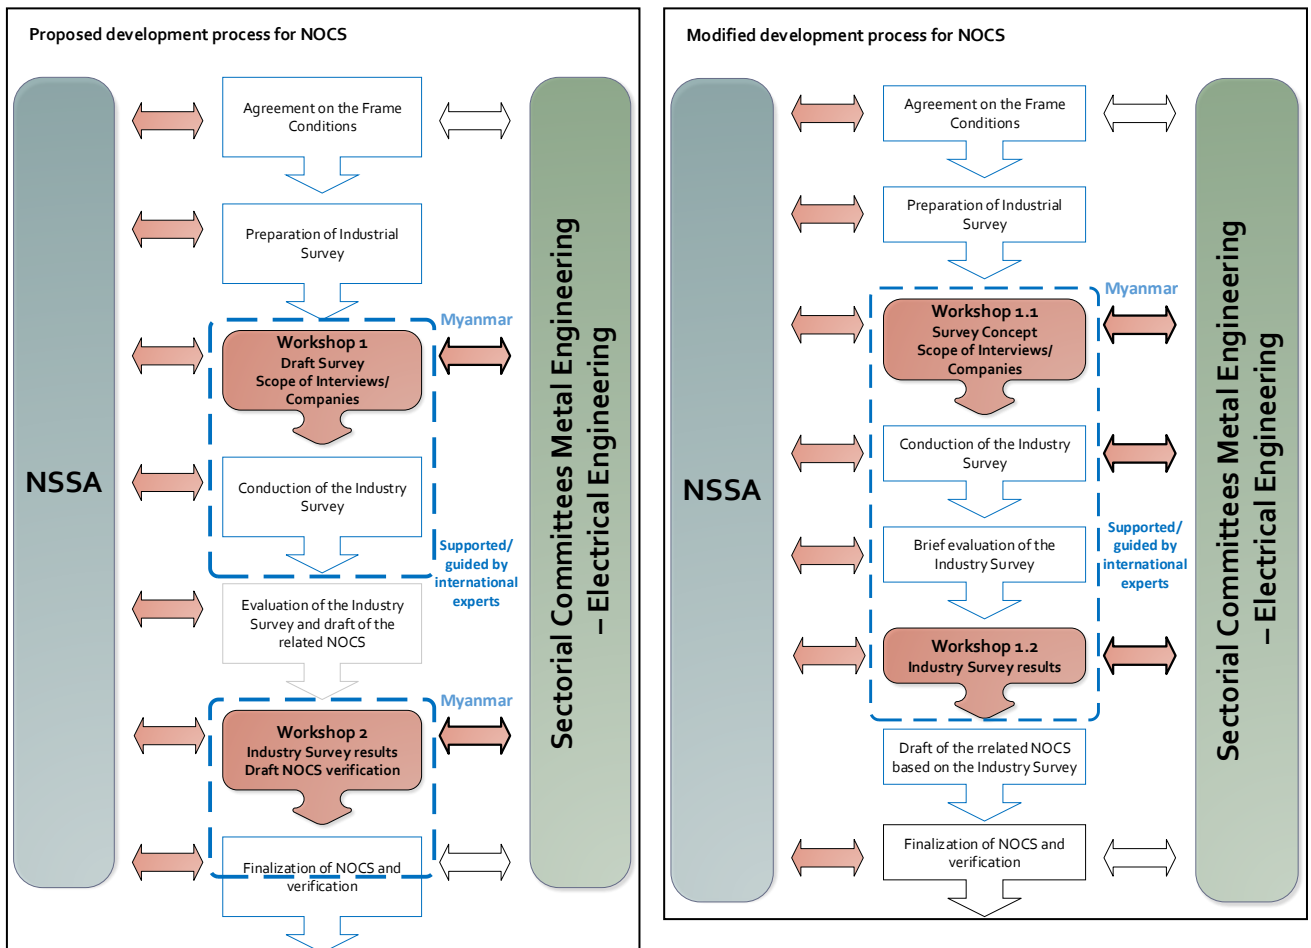 Proposed development process for NOCS
NSSA
Agreement on the Frame
Conditions
Preparation of Industrial
Survey
Myanmar
Workshop 1
Draft Survey
Scope of Interviews/
Companies
Conduction of the Industry
Survey
Supported/
guided by
international
experts
Evaluation of the Industry
Survey and draft of the
related NOCS
Myanmar
Workshop 2
Industry Survey results
Draft NOCS verification
Finalization of NOCS and
verification
Sectorial Committees Metal Engineering
– Electrical Engineering
Modified development process for NOCS
NSSA
Agreement on the Frame
Conditions
Preparation of Industrial
Survey
Myanmar
Workshop 1.1
Survey Concept
Scope of Interviews/
Companies
Conduction of the Industry
Survey
Supported/
guided by
international
experts
Brief evaluation of the
Industry Survey
Workshop 1.2
Industry Survey results
Draft of the rrelated NOCS
based on the Industry Survey
Finalization of NOCS and
verification
Sectorial Committees Metal Engineering
– Electrical Engineering